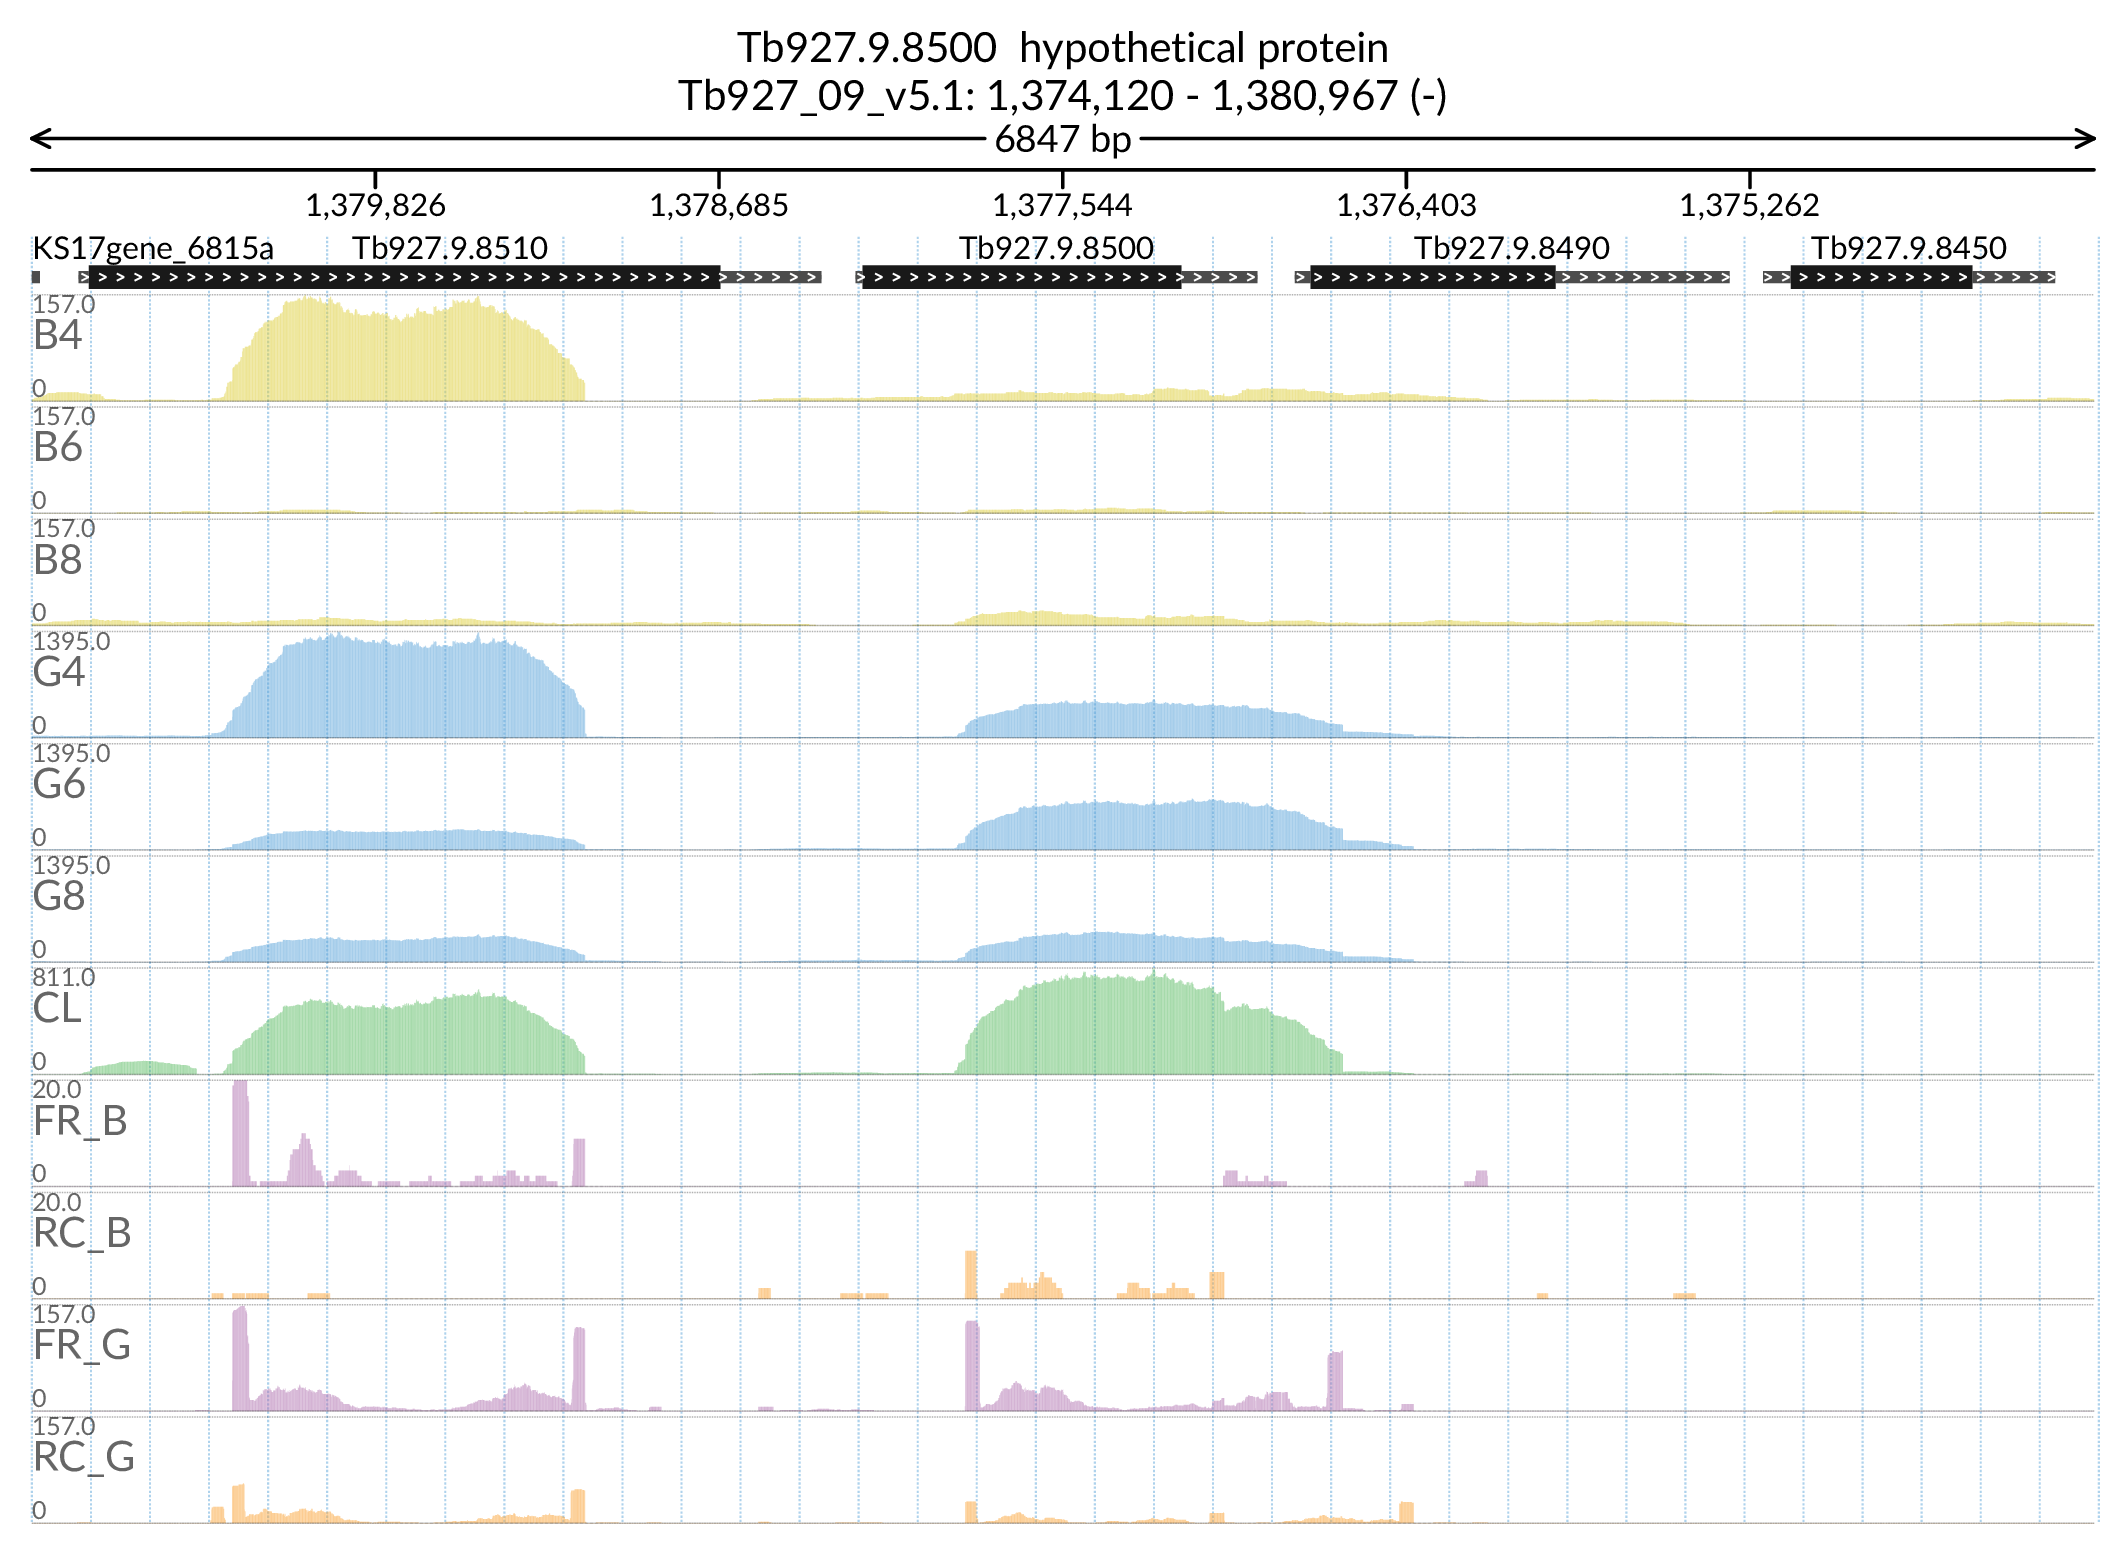 Tb927.9.8500 hypothetical protein
Tb927_09_v5.1: 1,374,120 - 1,380,967 (-)
6847 bp
1,379,826 1,378,685 1,377,544 1,376,403 1,375,262
KS17gene_6815a Tb927.9.8510 Tb927.9.8500 Tb927.9.8490 Tb927.9.8450
157.0
B4
0
157.0
B6
0
157.0
B8
0
1395.0
G4
0
1395.0
G6
0
1395.0
G8
0
811.0
CL
0
20.0
FR_B
0
20.0
RC_B
0
157.0
FR_G
0
157.0
RC_G
0